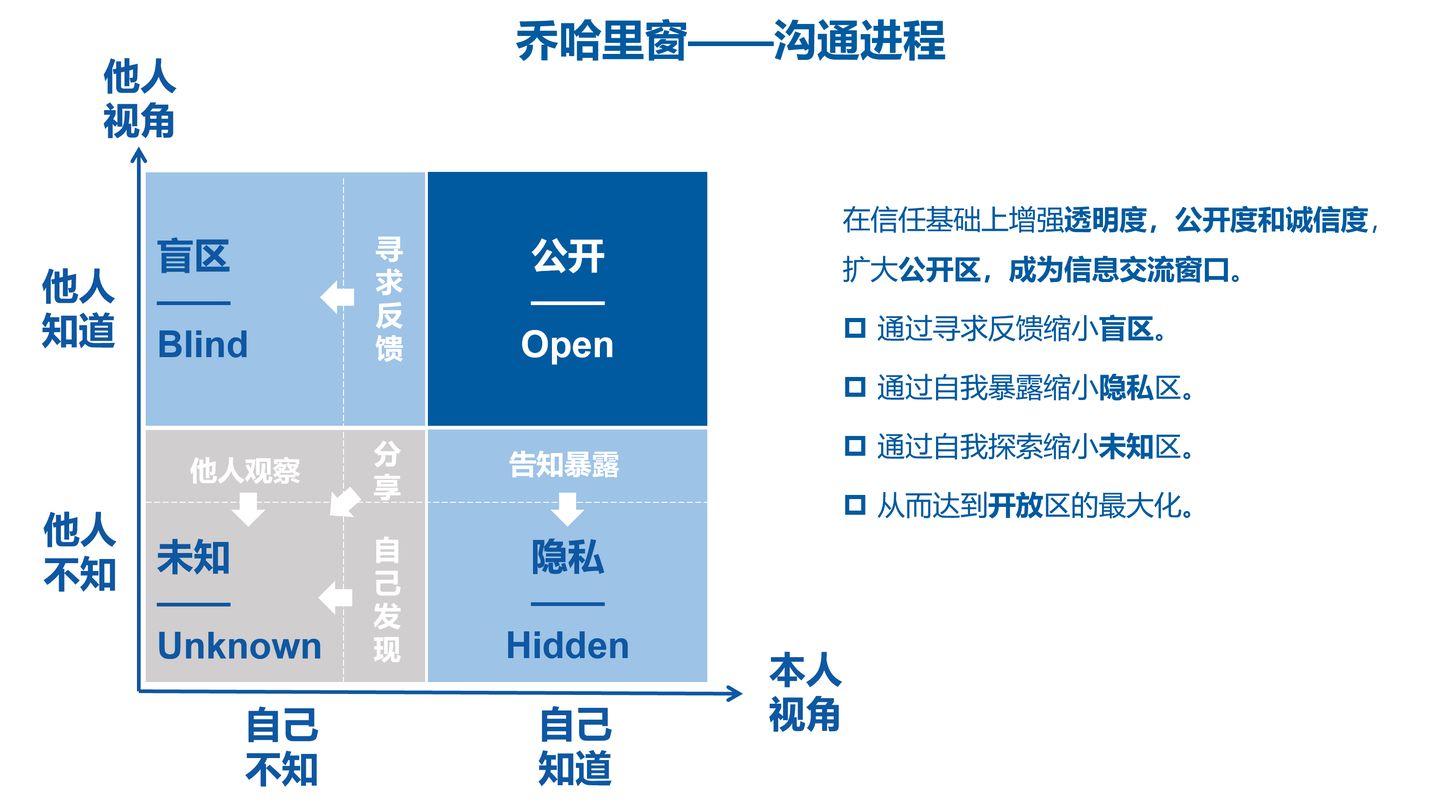 乔哈里窗——沟通进程
他人
视角
他人
知道
盲区
Blind
寻
求
反
馈
公开
Open
他人
不知
他人观察
分
享
未知
Unknown
自
己
发
现
告知暴露
隐私
Hidden
自己
不知
自己
知道
本人
视角
在信任基础上增强透明度，公开度和诚信度，
扩大公开区，成为信息交流窗口。
通过寻求反馈缩小盲区。
通过自我暴露缩小隐私区。
通过自我探索缩小未知区。
从而达到开放区的最大化。